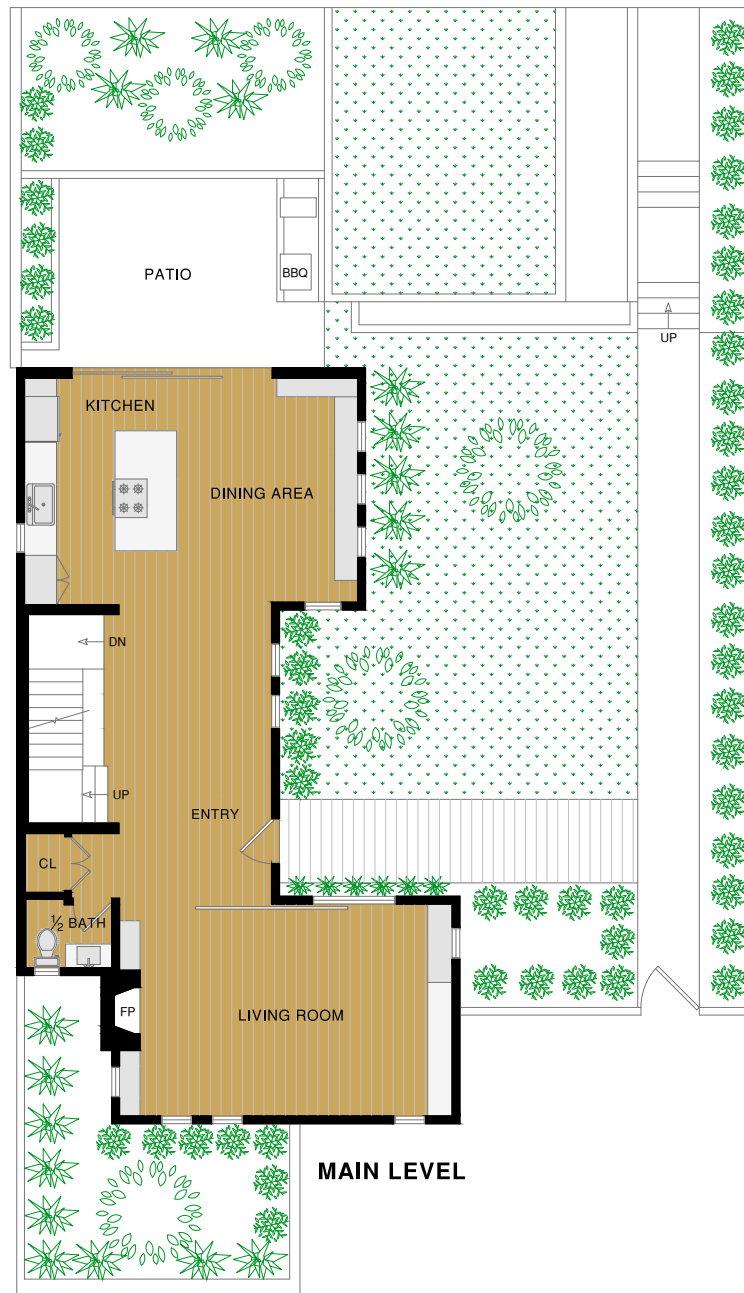 PATIO
BBQ
UP
KITCHEN
DINING AREA
DN
UP
ENTRY
CL
½ BATH
FP
LIVING ROOM
MAIN LEVEL